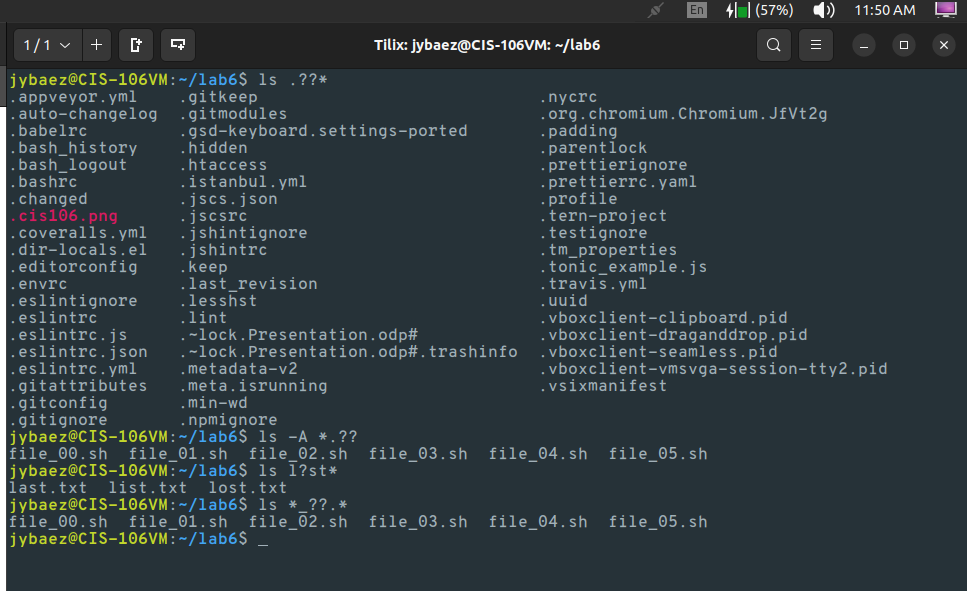 En (57%) 11:50 AM
1 / 1 Tilix: jybaez@CIS-106VM: ~/lab6
jybaez@CIS-106VM:~/lab6$ ls .??*
.appveyor.yml .gitkeep .nycrc
.auto-changelog .gitmodules .org.chromium.Chromium.JfVt2g
.babelrc .gsd-keyboard.settings-ported .padding
.bash_history .hidden .parentlock
.bash_logout .htaccess .prettierignore
.bashrc .istanbul.yml .prettierrc.yaml
.changed .jscs.json .profile
.cis106.png .jscsrc .tern-project
.coveralls.yml .jshintignore .testignore
.dir-locals.el .jshintrc .tm_properties
.editorconfig .keep .tonic_example.js
.envrc .last_revision .travis.yml
.eslintignore .lesshst .uuid
.eslintrc .lint .vboxclient-clipboard.pid
.eslintrc.js .~lock.Presentation.odp# .vboxclient-draganddrop.pid
.eslintrc.json .~lock.Presentation.odp#.trashinfo .vboxclient-seamless.pid
.eslintrc.yml .metadata-v2 .vboxclient-vmsvga-session-tty2.pid
.gitattributes .meta.isrunning .vsixmanifest
.gitconfig .min-wd
.gitignore .npmignore
jybaez@CIS-106VM:~/lab6$ ls -A *.??
file_00.sh file_01.sh file_02.sh file_03.sh file_04.sh file_05.sh
jybaez@CIS-106VM:~/lab6$ ls l?st*
last.txt list.txt lost.txt
jybaez@CIS-106VM:~/lab6$ ls *_??.*
file_00.sh file_01.sh file_02.sh file_03.sh file_04.sh file_05.sh
jybaez@CIS-106VM:~/lab6$ _